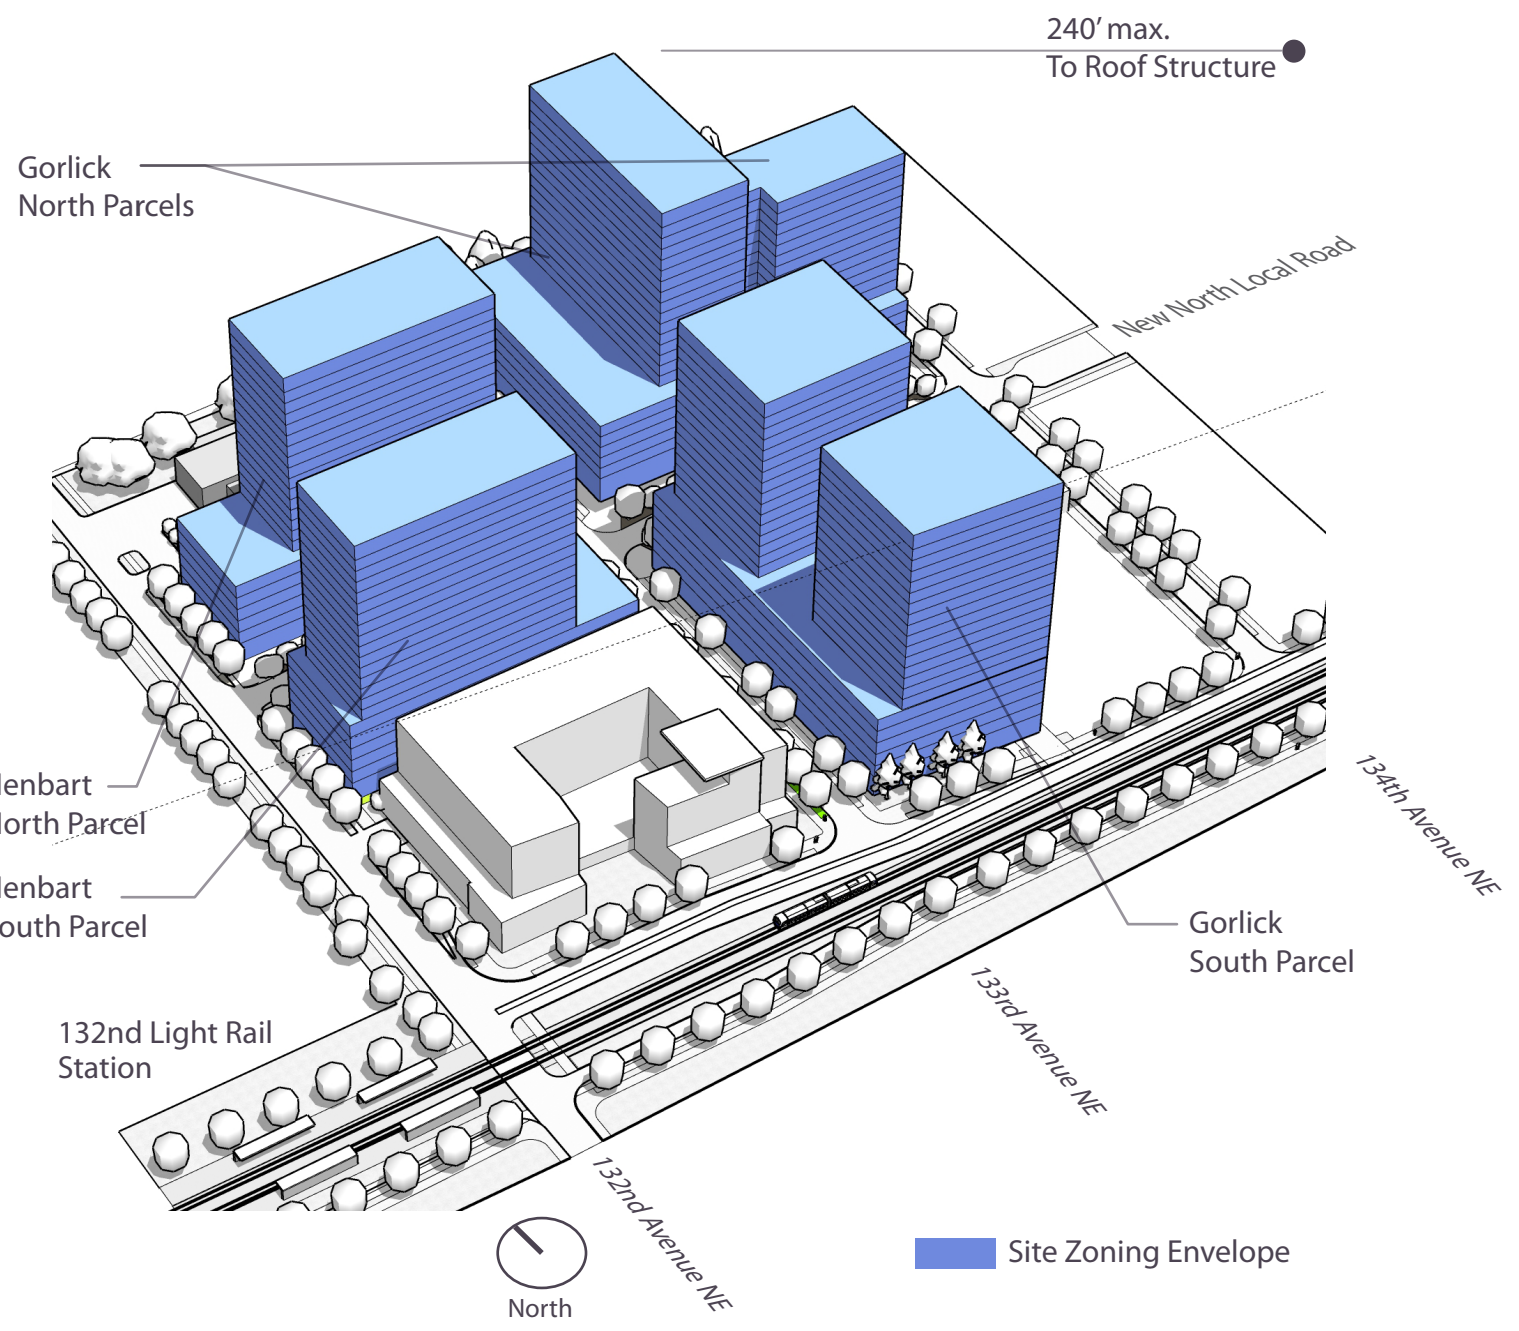 240’ max.
To Roof Structure
Gorlick
North Parcels
New North Local Road
lenbart
North Parcel
lenbart
outh Parcel
134th Avenue NE
Gorlick
South Parcel
133rd Avenue NE
132nd Light Rail
Station
132nd Avenue NE
Site Zoning Envelope
North